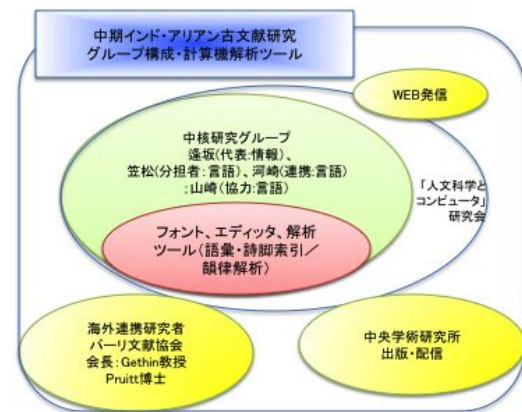 中期インド・アリアン古文献研究
グループ構成・計算機解析ツール
WEB発信
中核研究グループ
逢坂(代表:情報)、
笠松(分担者:言語)、河崎(連携:言語)
;山崎(協力:言語)
「人文科学と
コンピュータ」
研究会
フォント、エディッタ、解析
ツール(語彙・詩脚索引／
韻律解析)
海外連携研究者
パーリ文献協会
会長:Gethin教授
Pruitt博士
中央学術研究所
出版・配信